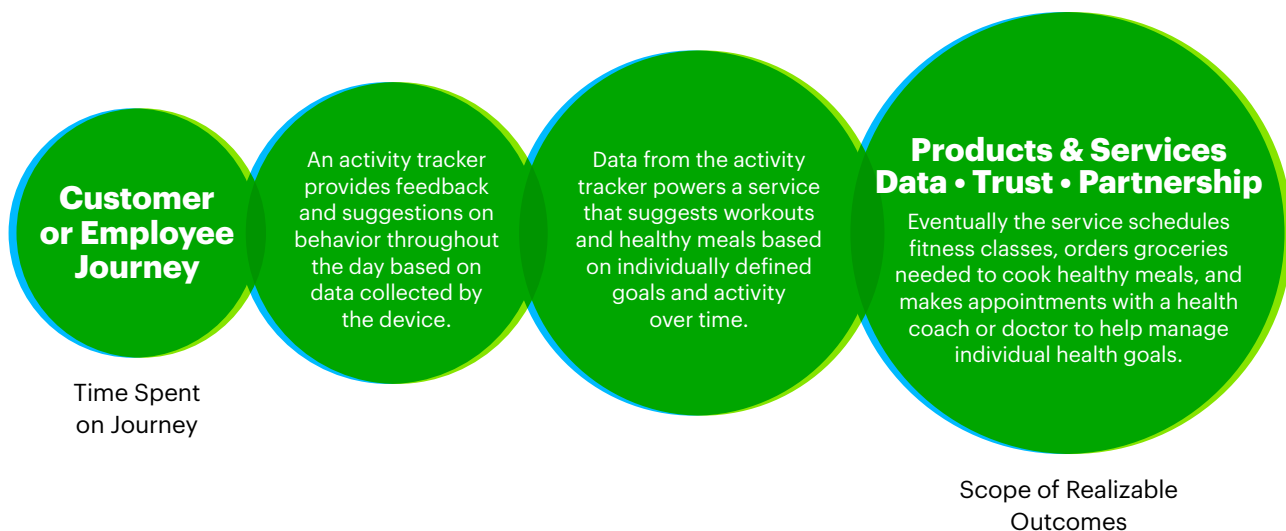 Customer
or Employee
Journey
Time Spent
on Journey
An activity tracker
provides feedback
and suggestions on
behavior throughout
the day based on
data collected by
the device.
Data from the activity
tracker powers a service
that suggests workouts
and healthy meals based
on individually defined
goals and activity
over time.
Products & Services
Data • Trust • Partnership
Eventually the service schedules
fitness classes, orders groceries
needed to cook healthy meals, and
makes appointments with a health
coach or doctor to help manage
individual health goals.
Scope of Realizable
Outcomes